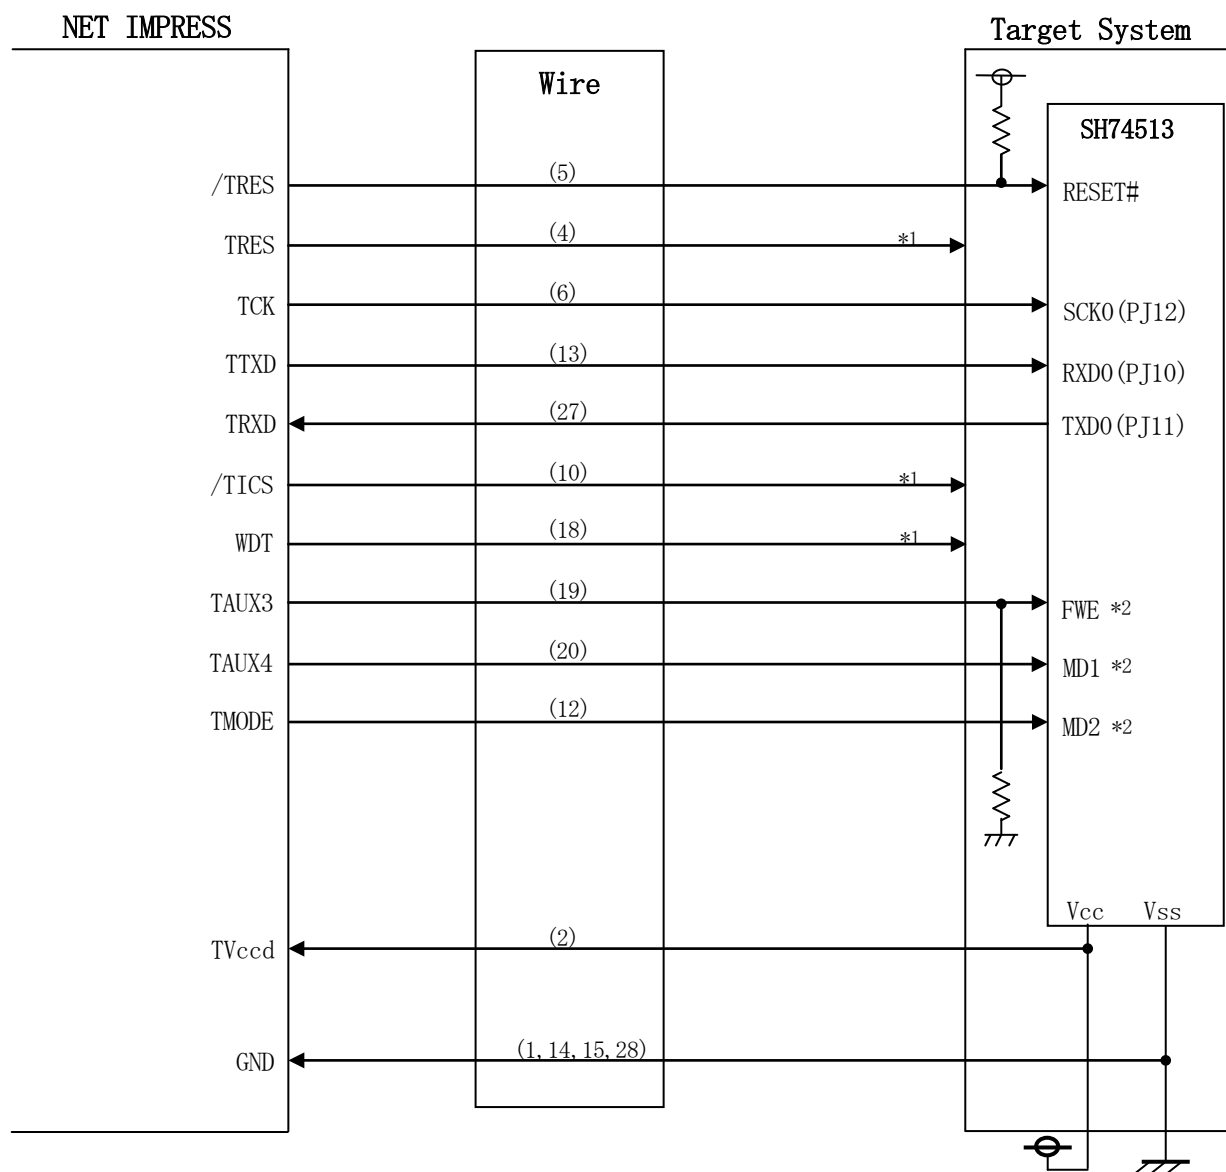 NET IMPRESS
Target System
Wire
SH74513
/TRES (5) RESET#
TRES (4) *1
TCK (6) SCK0(PJ12)
TTXD (13) RXD0(PJ10)
TRXD (27) TXD0(PJ11)
/TICS (10) *1
WDT (18) *1
TAUX3 (19) FWE *2
TAUX4 (20) MD1 *2
TMODE (12) MD2 *2
Vcc Vss
TVccd (2)
GND (1,14,15,28)